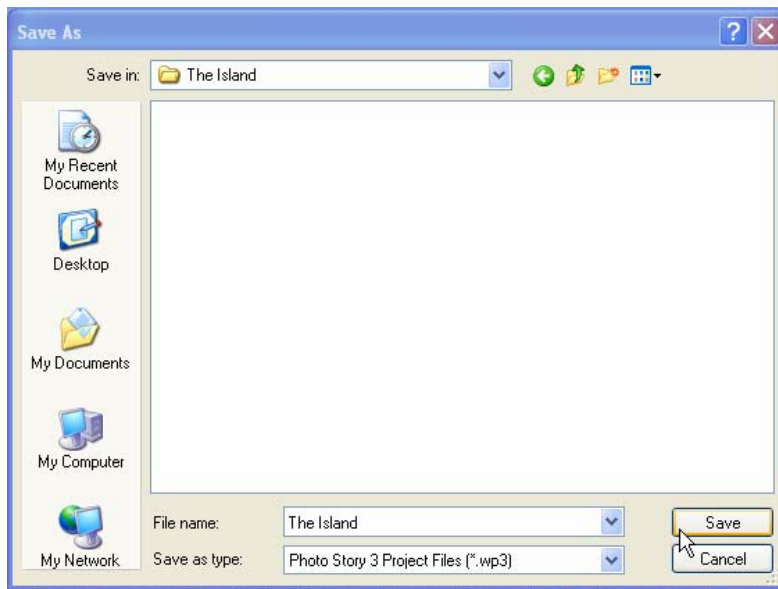 Save As
?
Save in:
The Island
My Recent
Documents
Desktop
My Documents
My Computer
My Network
File name:
The Island
Save
Save as type:
Photo Story 3 Project Files (*.wp3)
Cancel